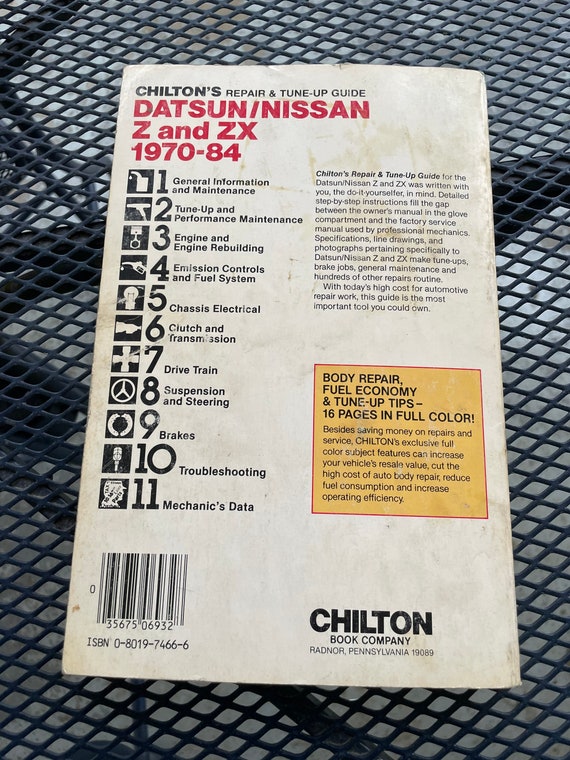 CHILTON'S REPAIR & TUNE-UP GUIDE
DATSUN/NISSAN
Z and ZX
1970-84
1 General Information
and Maintenance
2 Tune-Up and
Performance Maintenance
3 Engine and
Engine Rebuilding
4 Emission Controls
and Fuel System
5 Chassis Electrical
6 Clutch and
Transmission
7 Drive Train
8 Suspension
and Steering
9 Brakes
10 Troubleshooting
11 Mechanic's Data
Chilton's Repair & Tune-Up Guide for the
Datsun/Nissan Z and ZX was written with
you, the do-it-yourselfer, in mind. Detailed
step-by-step instructions fill the gap
between the owner's manual in the glove
compartment and the factory service
manual used by professional mechanics.
Specifications, line drawings, and
photographs pertaining specifically to
Datsun/Nissan Z and ZX make tune-ups,
brake jobs, general maintenance and
hundreds of other repairs routine.
With today's high cost for automotive
repair work, this guide is the most
important tool you could own.
BODY REPAIR,
FUEL ECONOMY
& TUNE-UP TIPS—
16 PAGES IN FULL COLOR!
Besides saving money on repairs and
service, CHILTON's exclusive full
color subject features can increase
your vehicle's resale value, cut the
high cost of auto body repair, reduce
fuel consumption and increase
operating efficiency.
0
35675 06932
ISBN 0-8019-7466-6
CHILTON
BOOK COMPANY
RADNOR, PENNSYLVANIA 19089